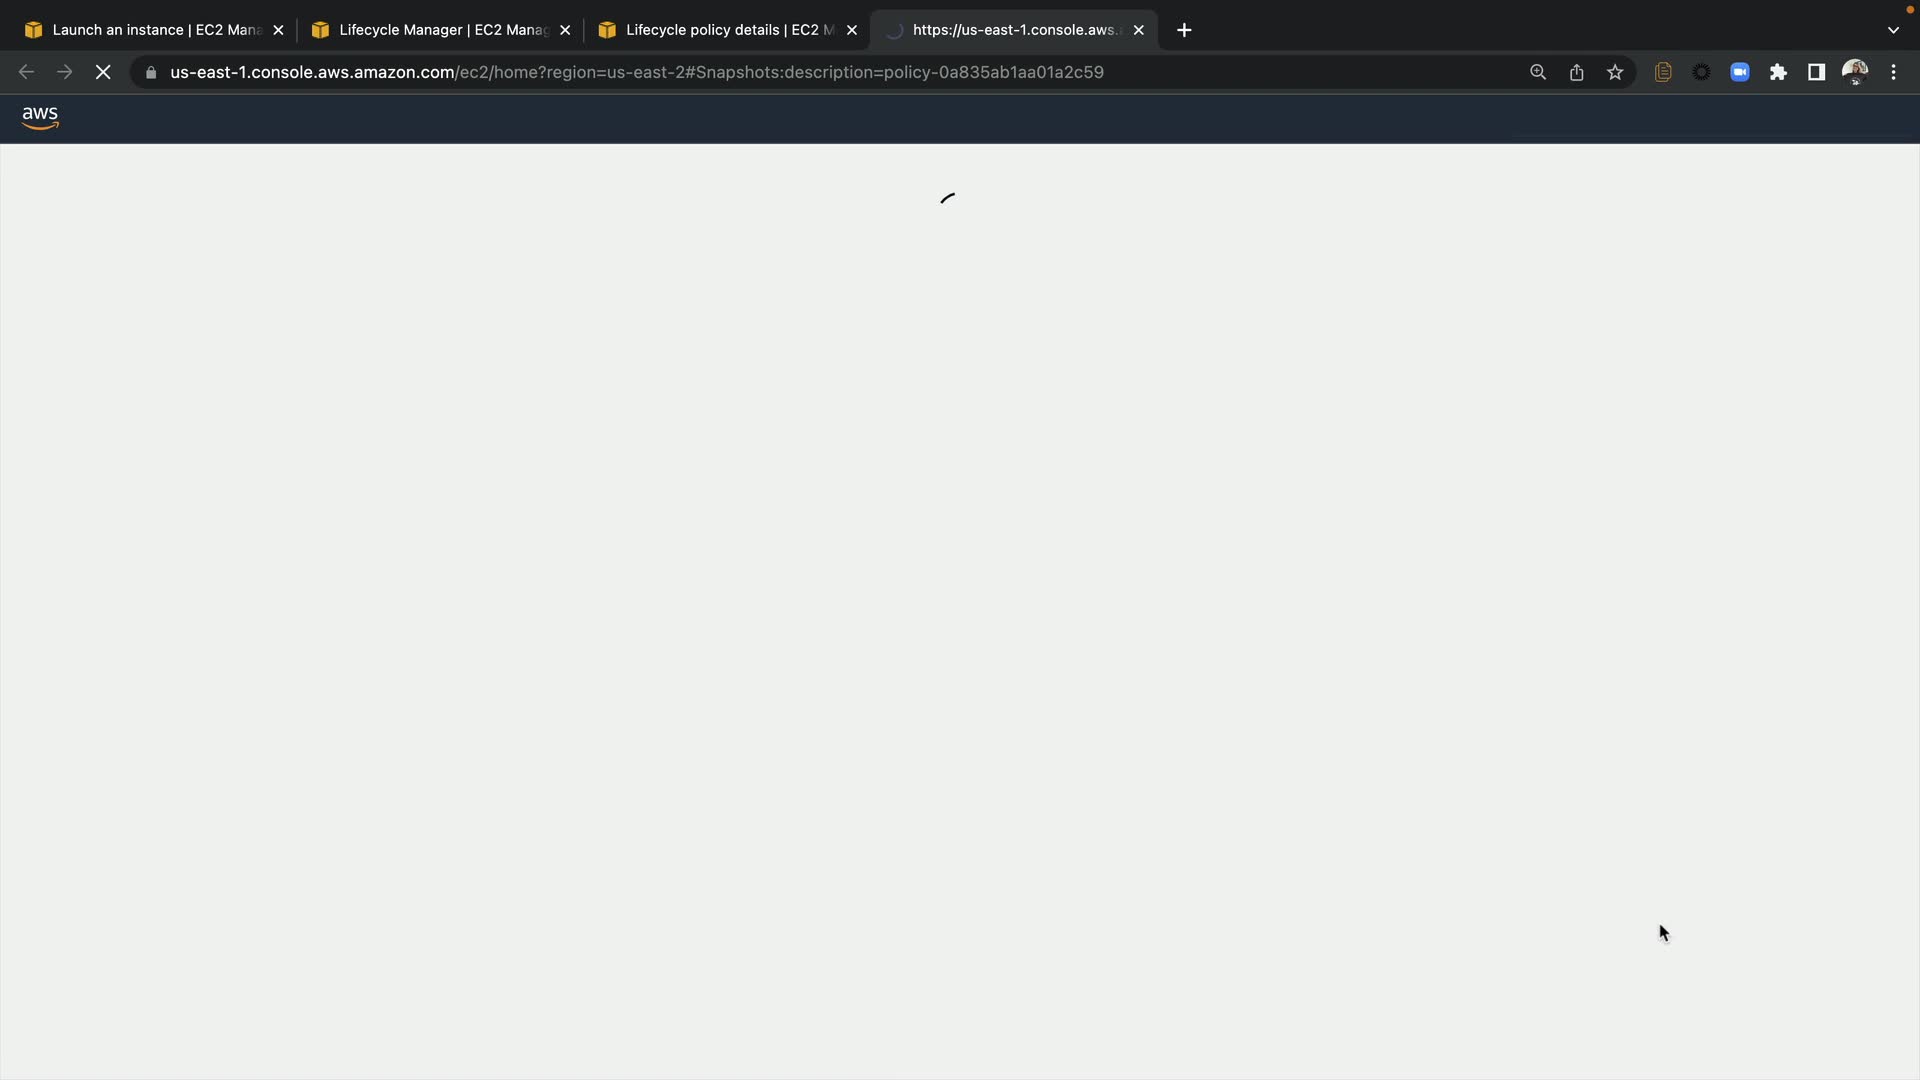 Launch an instance | EC2 Mana
Lifecycle Manager | EC2 Manag
Lifecycle policy details | EC2 M
https://us-east-1.console.aws.
us-east-1.console.aws.amazon.com/ec2/home?region=us-east-2#Snapshots:description=policy-0a835ab1aa01a2c59
aws